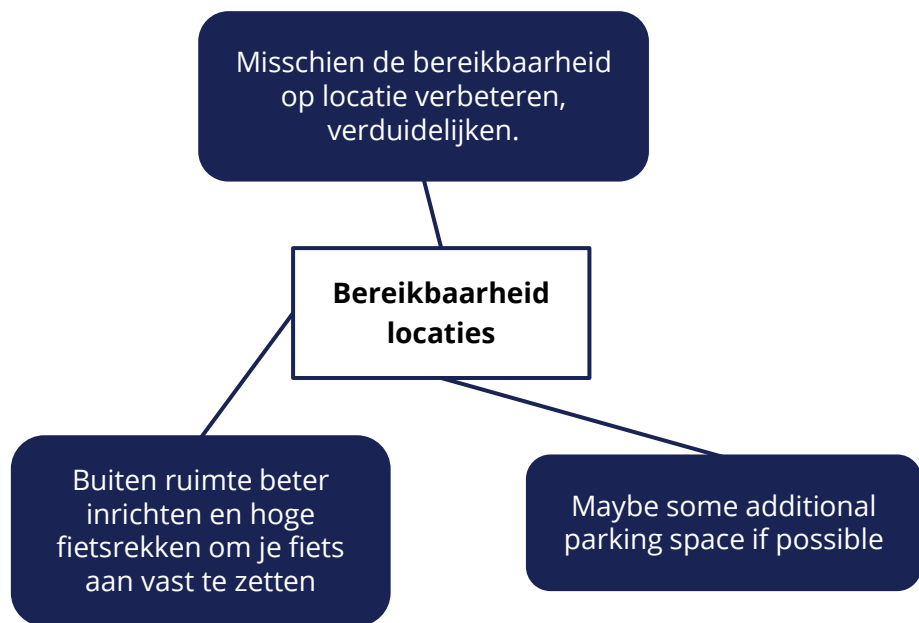 Misschien de bereikbaarheid
op locatie verbeteren,
verduidelijken.
Bereikbaarheid
locaties
Buiten ruimte beter
inrichten en hoge
fietsrekken om je fiets
aan vast te zetten
Maybe some additional
parking space if possible